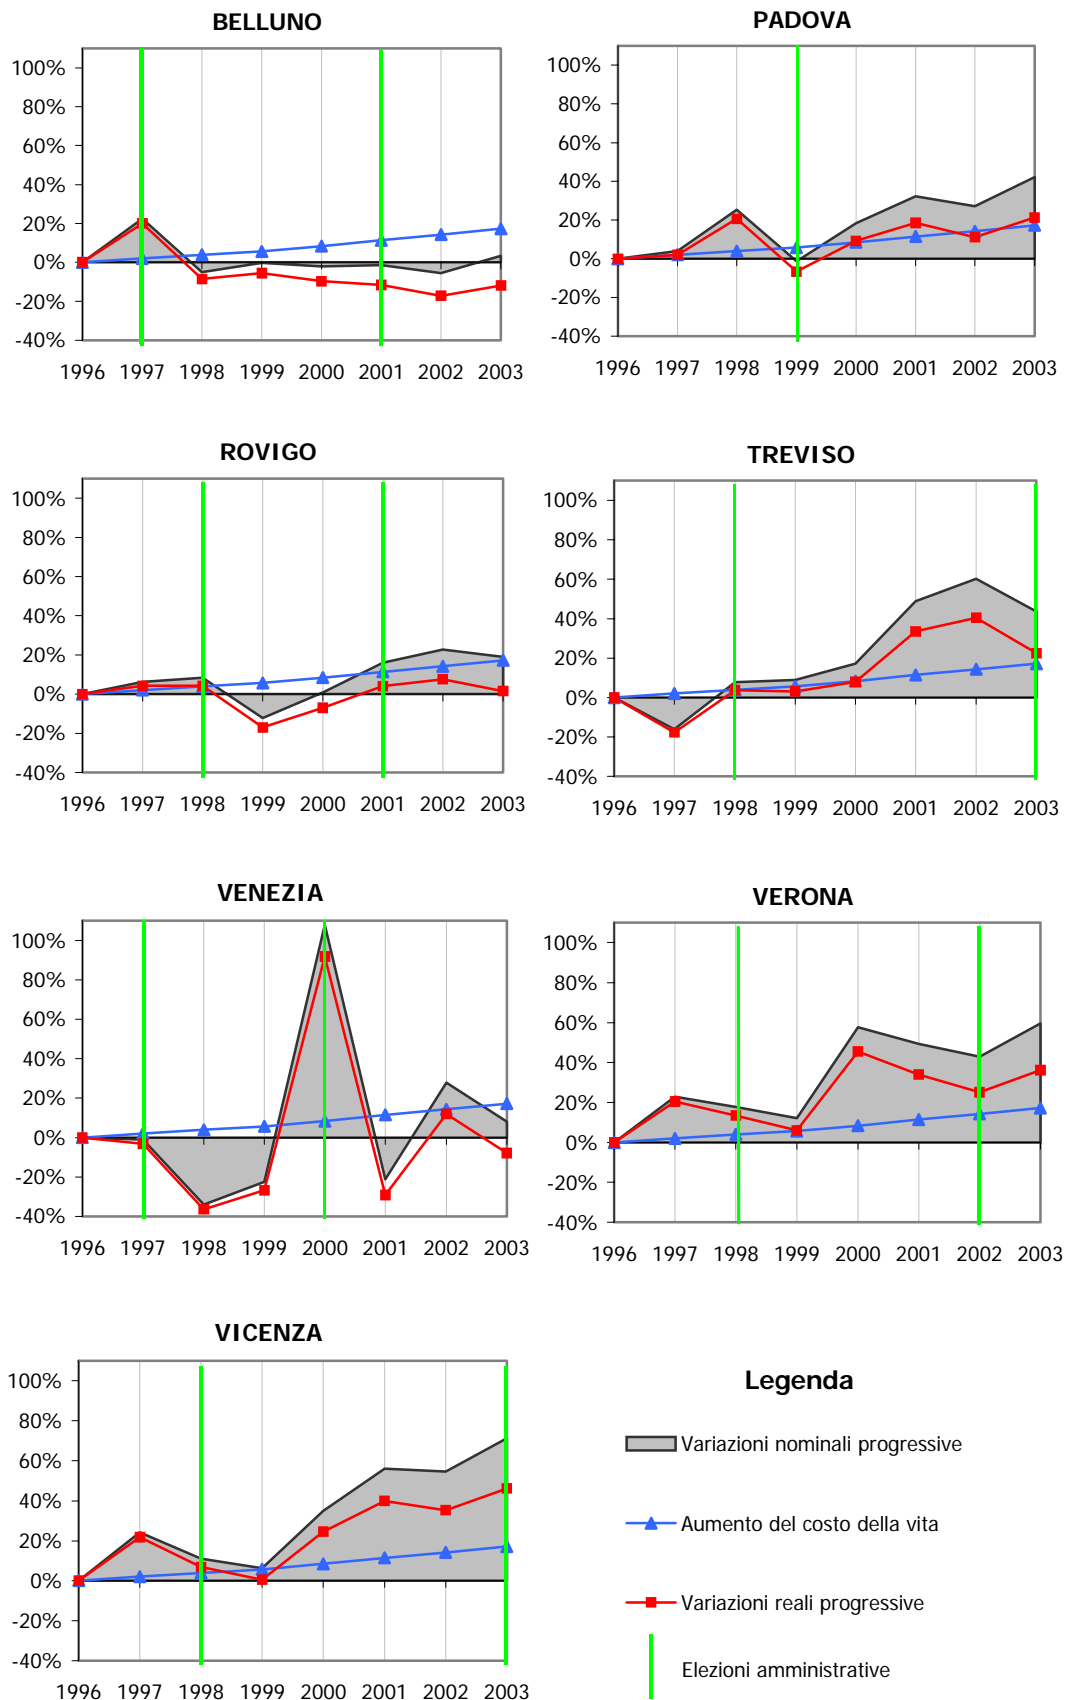 BELLUNO
100%
80%
60%
40%
20%
0%
-20%
-40%
1996 1997 1998 1999 2000 2001 2002 2003
PADOVA
100%
80%
60%
40%
20%
0%
-20%
-40%
1996 1997 1998 1999 2000 2001 2002 2003
ROVIGO
100%
80%
60%
40%
20%
0%
-20%
-40%
1996 1997 1998 1999 2000 2001 2002 2003
TREVISO
100%
80%
60%
40%
20%
0%
-20%
-40%
1996 1997 1998 1999 2000 2001 2002 2003
VENEZIA
100%
80%
60%
40%
20%
0%
-20%
-40%
1996 1997 1998 1999 2000 2001 2002 2003
VERONA
100%
80%
60%
40%
20%
0%
-20%
-40%
1996 1997 1998 1999 2000 2001 2002 2003
VICENZA
100%
80%
60%
40%
20%
0%
-20%
-40%
1996 1997 1998 1999 2000 2001 2002 2003
Legenda
Variazioni nominali progressive
Aumento del costo della vita
Variazioni reali progressive
Elezioni amministrative